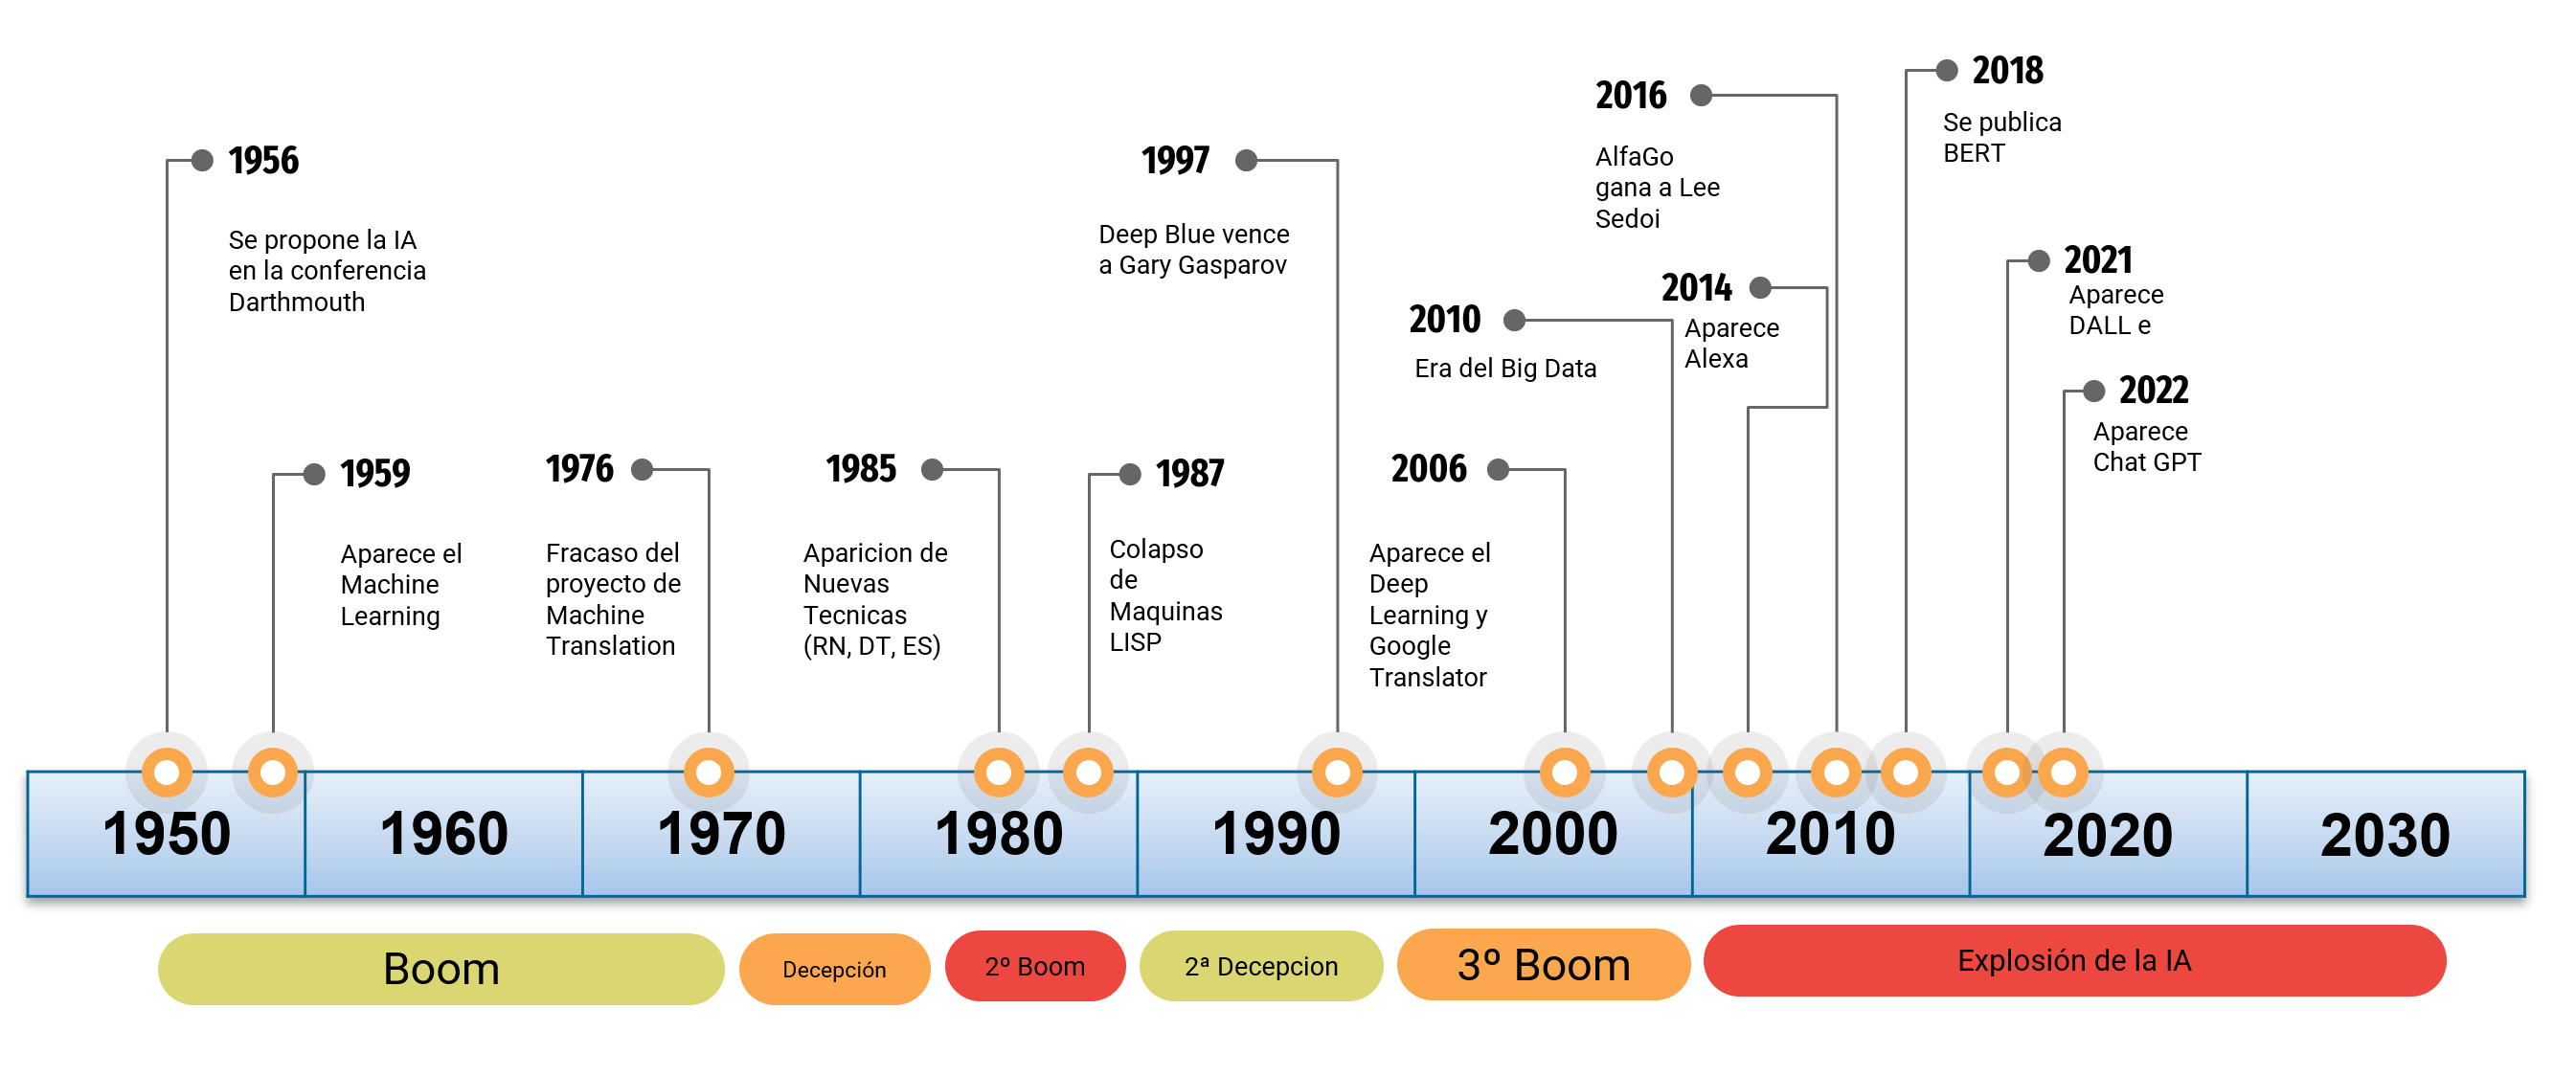 1956
Se propone la IA
en la conferencia
Darthmouth
1959
Aparece el
Machine
Learning
1976
Fracaso del
proyecto de
Machine
Translation
1985
Aparicion de
Nuevas
Tecnicas
(RN, DT, ES)
1987
Colapso
de
Maquinas
LISP
1997
Deep Blue vence
a Gary Gasparov
2006
Aparece el
Deep
Learning y
Google
Translator
2010
Era del Big Data
2014
Aparece
Alexa
2016
AlfaGo
gana a Lee
Sedoi
2018
Se publica
BERT
2021
Aparece
DALL e
2022
Aparece
Chat GPT
1950
1960
1970
1980
1990
2000
2010
2020
2030
Boom
Decepción
2º Boom
2ª Decepcion
3º Boom
Explosión de la IA